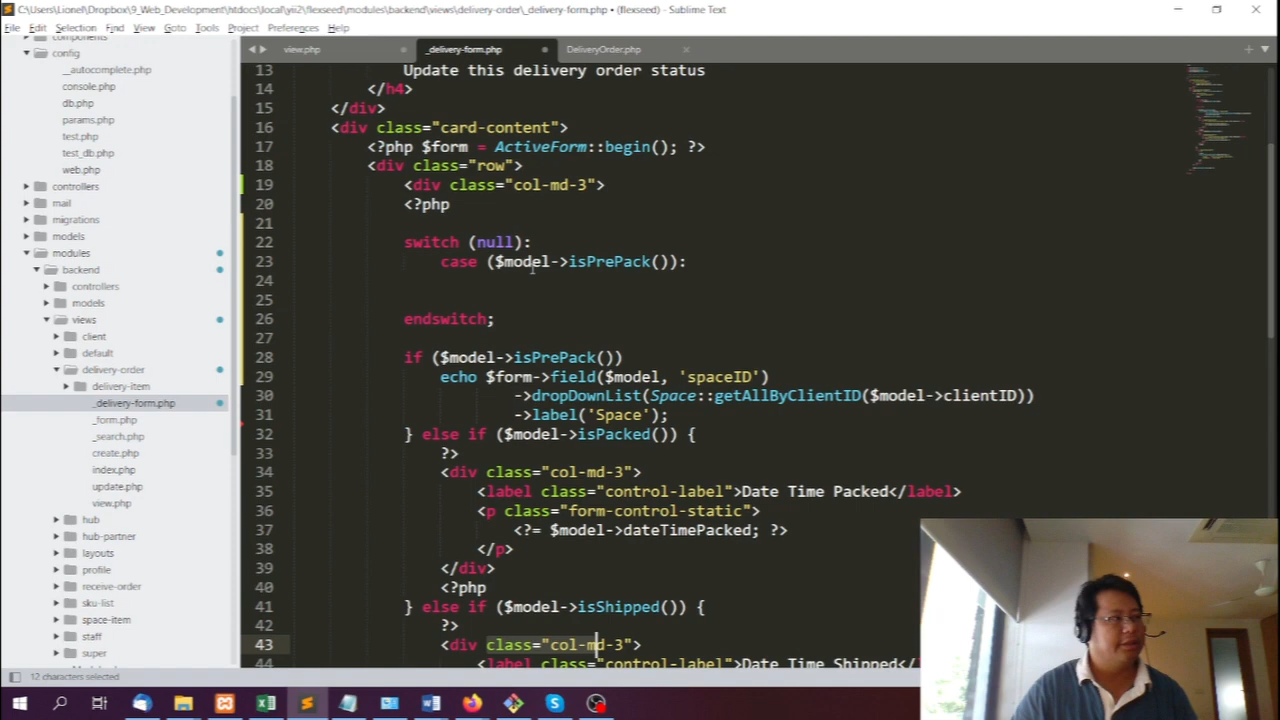 C:\Users\Lionel\Dropbox\9_Web_Development\htdocs\local\yii2\flexseed\modules\backend\views\delivery-order\_delivery-form.php • (flexseed) - Sublime Text
File Edit Selection Find View Goto Tools Project Preferences Help
components
config
__autocomplete.php
console.php
db.php
params.php
test.php
test_db.php
web.php
controllers
mail
migrations
models
modules
backend
controllers
models
views
client
default
delivery-order
delivery-item
_delivery-form.php
_form.php
_search.php
create.php
index.php
update.php
view.php
hub
hub-partner
layouts
profile
receive-order
sku-list
space-item
staff
super
view.php _delivery-form.php DeliveryOrder.php
13 Update this delivery order status
14 </h4>
15 </div>
16 <div class="card-content">
17 <?php $form = ActiveForm::begin(); ?>
18 <div class="row">
19 <div class="col-md-3">
20 <?php
21
22 switch (null):
23 case ($model->isPrePack()):
24
25
26 endswitch;
27
28 if ($model->isPrePack())
29 echo $form->field($model, 'spaceID')
30 ->dropDownList(Space::getAllByClientID($model->clientID))
31 ->label('Space');
32 } else if ($model->isPacked()) {
33 ?>
34 <div class="col-md-3">
35 <label class="control-label">Date Time Packed</label>
36 <p class="form-control-static">
37 <?= $model->dateTimePacked; ?>
38 </p>
39 </div>
40 <?php
41 } else if ($model->isShipped()) {
42 ?>
43 <div class="col-md-3">
44 <label class="control-label">Date Time Shipped</
12 characters selected